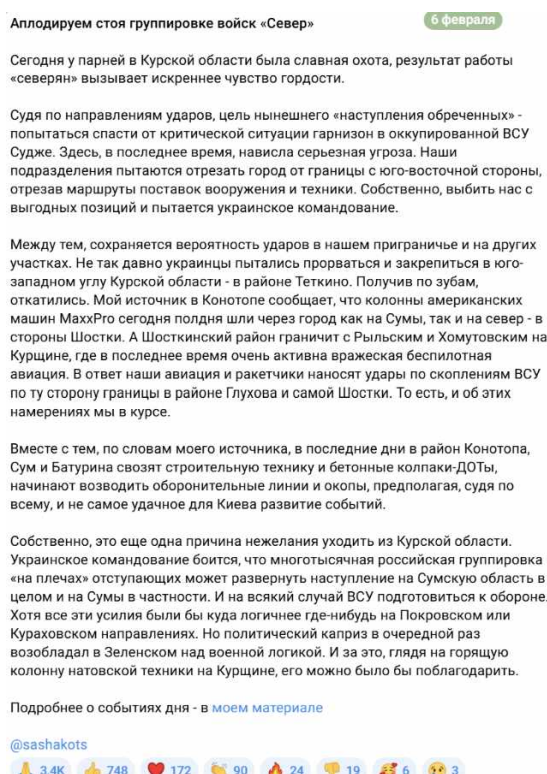 Аплодируем стоя группировке войск «Север»
6 февраля
Сегодня у парней в Курской области была славная охота, результат работы
«северян» вызывает искреннее чувство гордости.
Судя по направлениям ударов, цель нынешнего «наступления обреченных» -
попытаться спасти от критической ситуации гарнизон в оккупированной ВСУ
Судже. Здесь, в последнее время, нависла серьезная угроза. Наши
подразделения пытаются отрезать город от границы с юго-восточной стороны,
отрезав маршруты поставок вооружения и техники. Собственно, выбить нас с
выгодных позиций и пытается украинское командование.
Между тем, сохраняется вероятность ударов в нашем приграничье и на других
участках. Не так давно украинцы пытались прорваться и закрепиться в юго-
западном углу Курской области - в районе Теткино. Получив по зубам,
откатились. Мой источник в Конотопе сообщает, что колонны американских
машин MaxxPro сегодня полдня шли через город как на Сумы, так и на север - в
стороны Шостки. А Шосткинский район граничит с Рыльским и Хомутовским на
Курщине, где в последнее время очень активна вражеская беспилотная
авиация. В ответ наши авиация и ракетчики наносят удары по скоплениям ВСУ
по ту сторону границы в районе Глухова и самой Шостки. То есть, и об этих
намерениях мы в курсе.
Вместе с тем, по словам моего источника, в последние дни в район Конотопа,
Сум и Батурина свозят строительную технику и бетонные колпаки-ДОТы,
начинают возводить оборонительные линии и окопы, предполагая, судя по
всему, и не самое удачное для Киева развитие событий.
Собственно, это еще одна причина нежелания уходить из Курской области.
Украинское командование боится, что многотысячная российская группировка
«на плечах» отступающих может развернуть наступление на Сумскую область в
целом и на Сумы в частности. И на всякий случай ВСУ подготовиться к обороне.
Хотя все эти усилия были бы куда логичнее где-нибудь на Покровском или
Кураховском направлениях. Но политический каприз в очередной раз
возобладал в Зеленском над военной логикой. И за это, глядя на горящую
колонну натовской техники на Курщине, его можно было бы поблагодарить.
Подробнее о событиях дня - в моем материале
@sashakots
3.4K 748 172 90 24 19 6 3